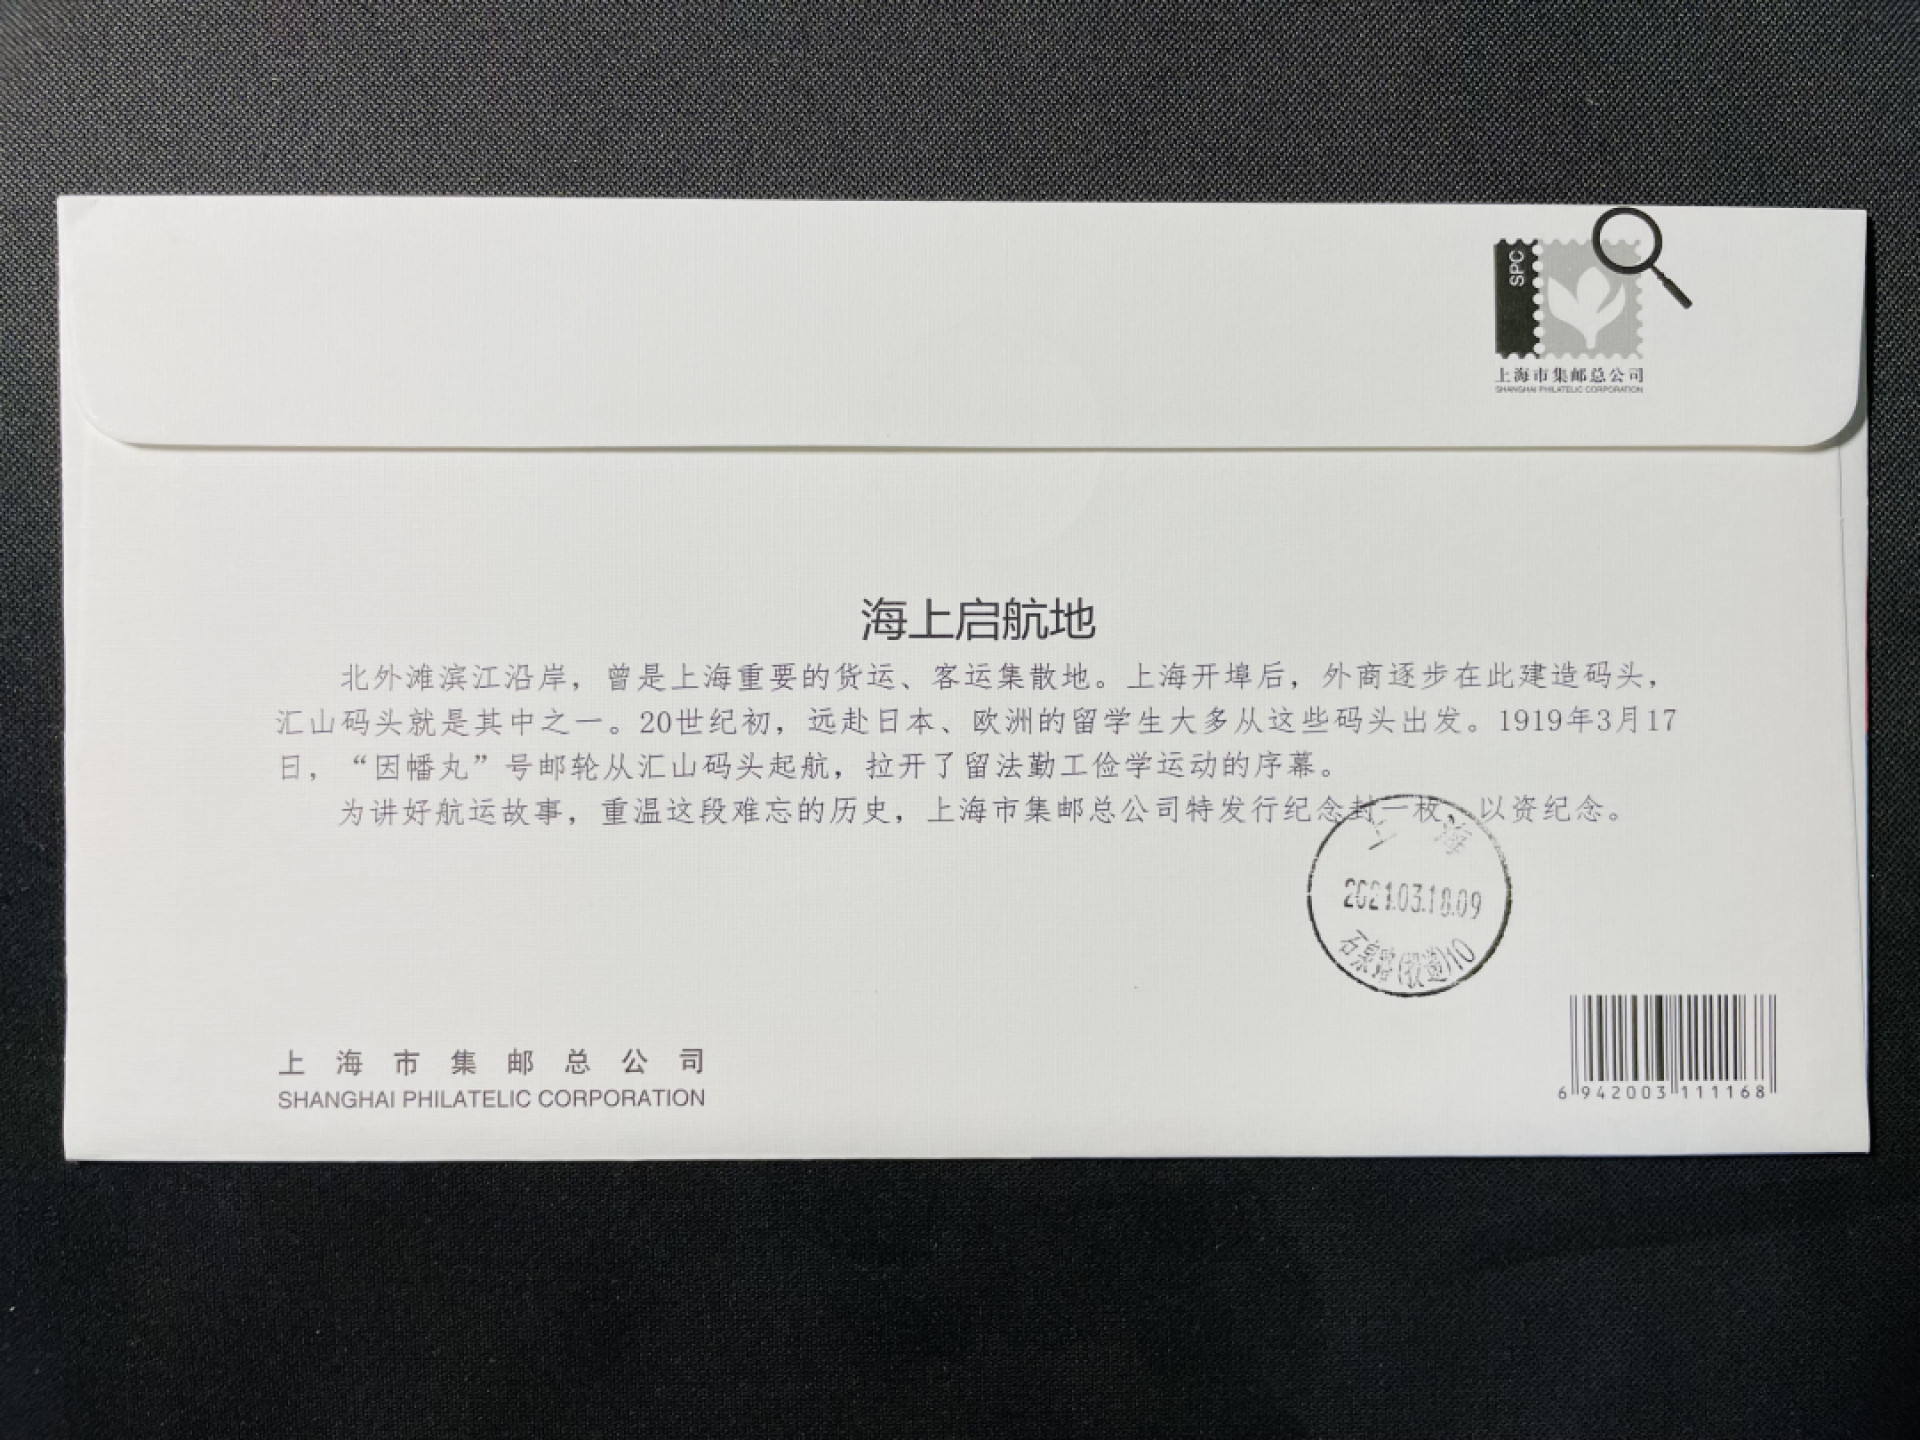 SPC
上海市集邮总公司
SHANGHAI PHILATELIC CORPORATION
海上启航地
北外滩滨江沿岸，曾是上海重要的货运、客运集散地。上海开埠后，外商逐步在此建造码头，
汇山码头就是其中之一。20世纪初，远赴日本、欧洲的留学生大多从这些码头出发。1919年3月17
日，“因幡丸”号邮轮从汇山码头起航，拉开了留法勤工俭学运动的序幕。
为讲好航运故事，重温这段难忘的历史，上海市集邮总公司特发行纪念封一枚，以资纪念。
上海
2021.03.18.09
石泉路(投递)10
上海市集邮总公司
SHANGHAI PHILATELIC CORPORATION
6 942003 111168